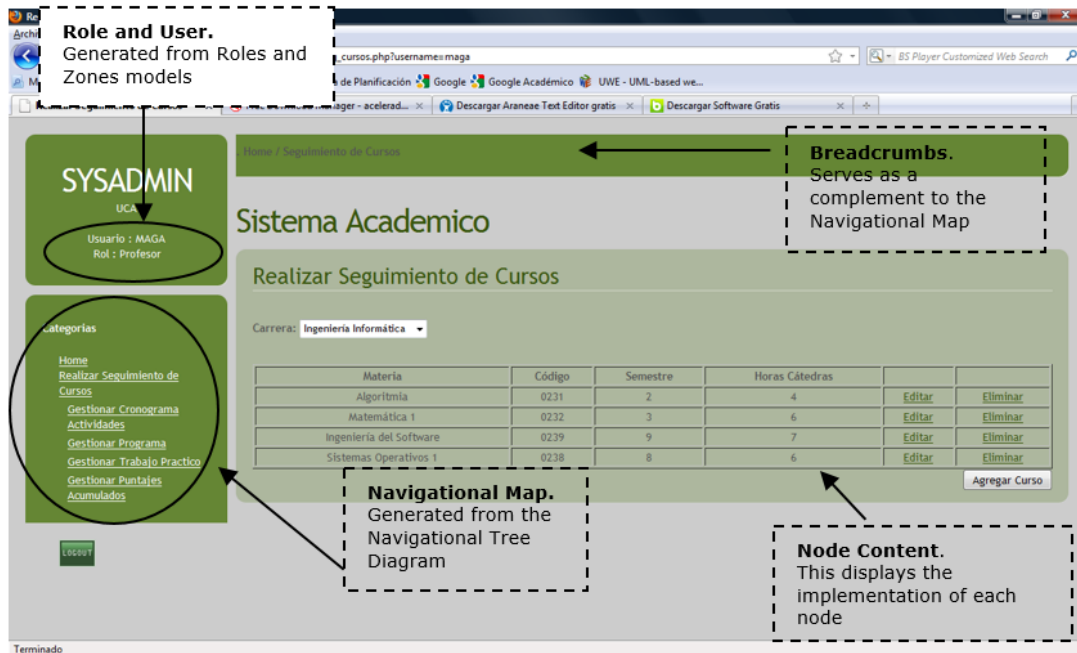 Re
Role and User.
Generated from Roles and
Zones models
Archi
_cursos.php?username=maga
BS Player Customized Web Search
M
de Planificación Google Google Académico UWE - UML-based we...
Descargar Araneae Text Editor gratis
Descargar Software Gratis
SYSADMIN
UCA
Usuario : MAGA
Rol : Profesor
Home / Seguimiento de Cursos
Breadcrumbs.
Serves as a
complement to the
Navigational Map
Sistema Academico
Realizar Seguimiento de Cursos
Carrera: Ingeniería Informática
Categorias
Home
Realizar Seguimiento de
Cursos
Gestionar Cronograma
Actividades
Gestionar Programa
Gestionar Trabajo Practico
Gestionar Puntajes
Acumulados
LOGOUT
Materia Código Semestre Horas Cátedras
Algoritmia 0231 2 4 Editar Eliminar
Matemática 1 0232 3 6 Editar Eliminar
Ingeniería del Software 0239 9 7 Editar Eliminar
Sistemas Operativos 1 0238 8 6 Editar Eliminar
Agregar Curso
Navigational Map.
Generated from the
Navigational Tree
Diagram
Node Content.
This displays the
implementation of each
node
Terminado